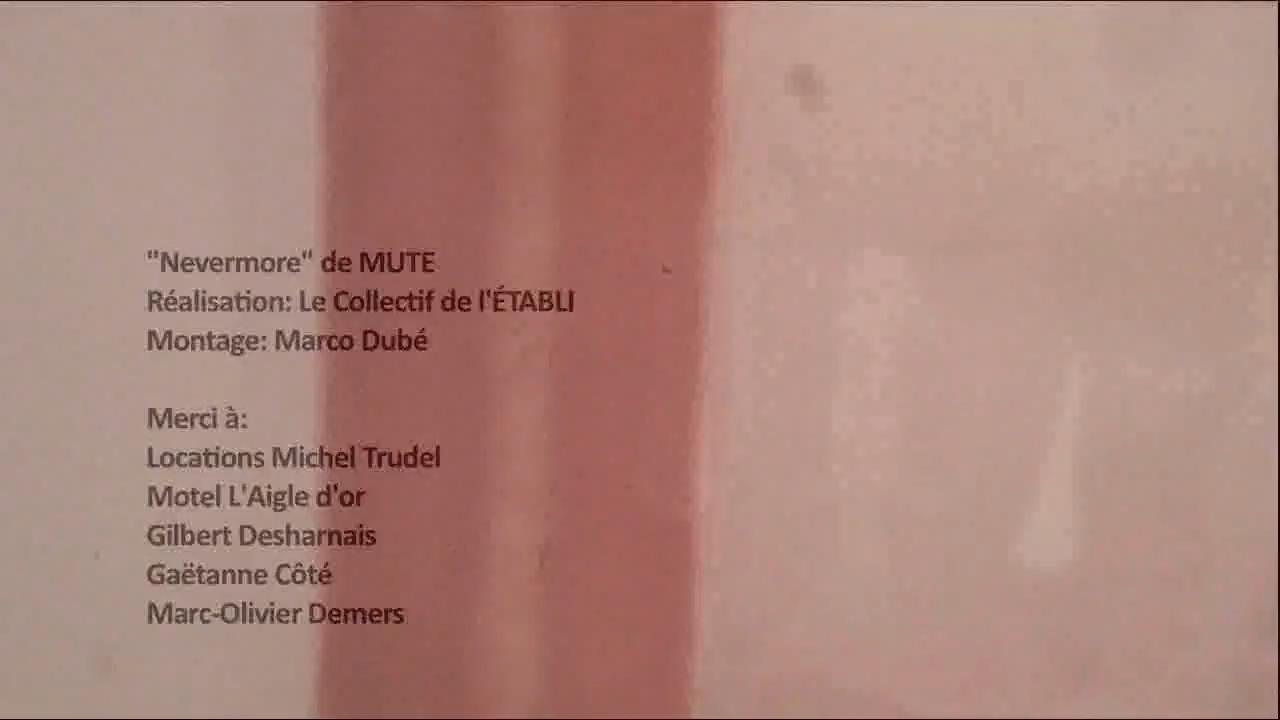 "Nevermore" de MUTE
Réalisation: Le Collectif de l'ÉTABLI
Montage: Marco Dubé
Merci à:
Locations Michel Trudel
Motel L'Aigle d'or
Gilbert Desharnais
Gaëtanne Côté
Marc-Olivier Demers